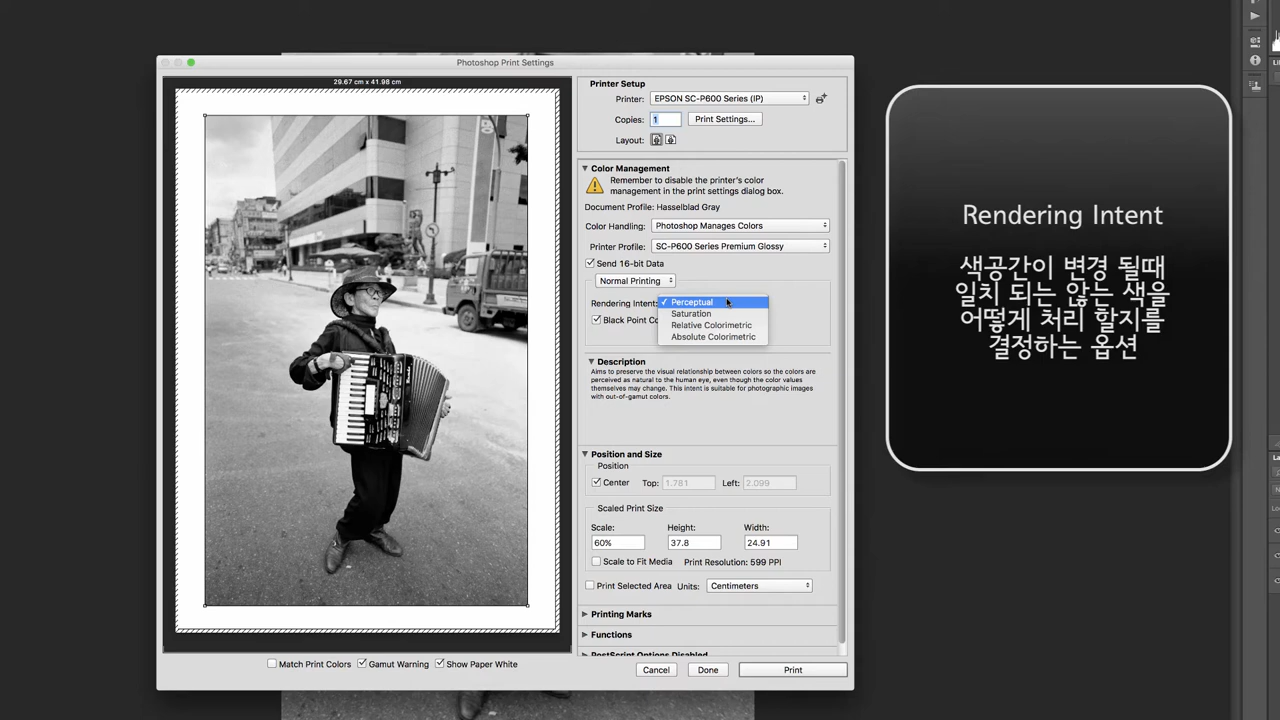 Photoshop Print Settings
29.67 cm x 41.98 cm
Printer Setup
Printer: EPSON SC-P600 Series (IP)
Copies: 1 Print Settings...
Layout:
Color Management
Remember to disable the printer's color
management in the print settings dialog box.
Document Profile: Hasselblad Gray
Color Handling: Photoshop Manages Colors
Printer Profile: SC-P600 Series Premium Glossy
Send 16-bit Data
Normal Printing
Rendering Intent: ✓ Perceptual
Saturation
Relative Colorimetric
Absolute Colorimetric
Black Point Co
Description
Aims to preserve the visual relationship between colors so the colors are
perceived as natural to the human eye, even though the color values
themselves may change. This intent is suitable for photographic images
with out-of-gamut colors.
Position and Size
Position
Center Top: 1.781 Left: 2.099
Scaled Print Size
Scale: Height: Width:
60% 37.8 24.91
Scale to Fit Media Print Resolution: 599 PPI
Print Selected Area Units: Centimeters
Printing Marks
Functions
PostScript Options Disabled
Match Print Colors Gamut Warning Show Paper White
Cancel Done Print
Rendering Intent
색공간이 변경 될때
일치 되는 않는 색을
어떻게 처리 할지를
결정하는 옵션